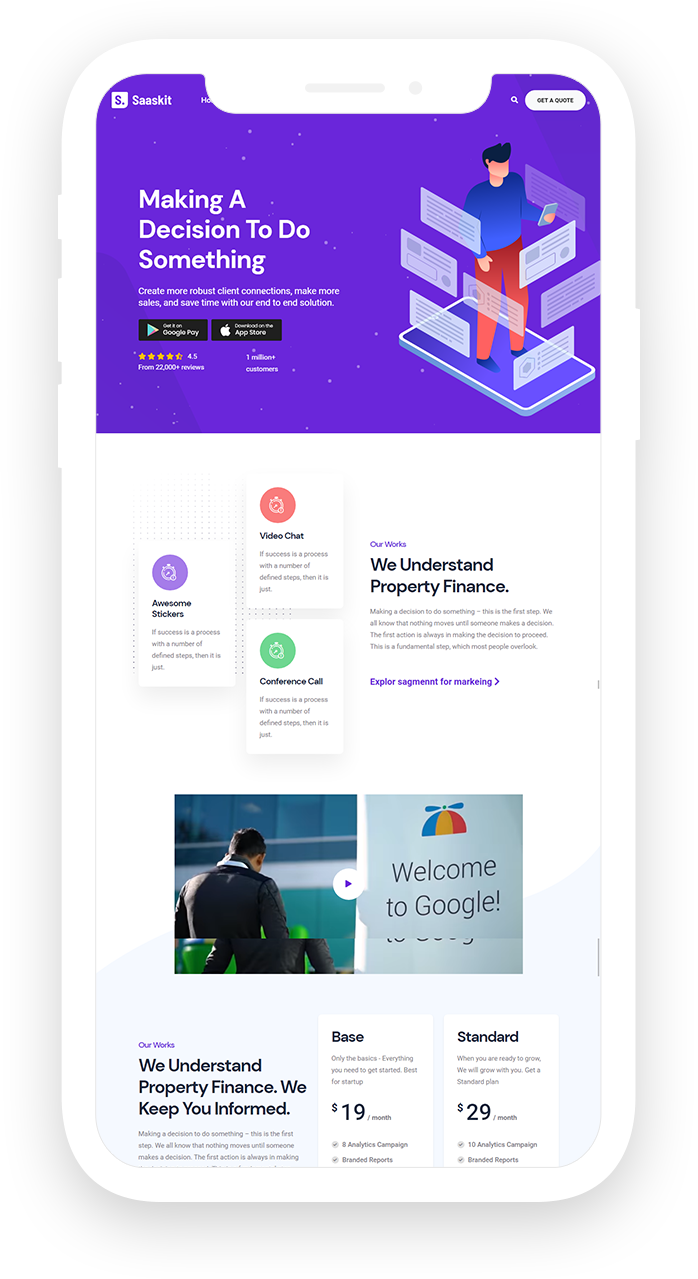 S. Saaskit
GET A QUOTE
Making A
Decision To Do
Something
Create more robust client connections, make more
sales, and save time with our end to end solution.
Get it on
Google Pay
Download on the
App Store
4.5
From 22,000+ reviews
1 million+
customers
Video Chat
If success is a process
with a number of
defined steps, then it is
just.
Awesome
Stickers
If success is a process
with a number of
defined steps, then it is
just.
Conference Call
If success is a process
with a number of
defined steps, then it is
just.
Our Works
We Understand
Property Finance.
Making a decision to do something – this is the first step. We
all know that nothing moves until someone makes a decision.
The first action is always in making the decision to proceed.
This is a fundamental step, which most people overlook.
Explor sagmennt for markeing
Welcome
to Google!
Our Works
We Understand
Property Finance. We
Keep You Informed.
Making a decision to do something – this is the first
step. We all know that nothing moves until someone
makes a decision. The first action is always in making
Base
Only the basics - Everything
you need to get started. Best
for startup
$19 / month
8 Analytics Campaign
Branded Reports
Standard
When you are ready to grow,
We will grow with you. Get a
Standard plan
$29 / month
10 Analytics Campaign
Branded Reports